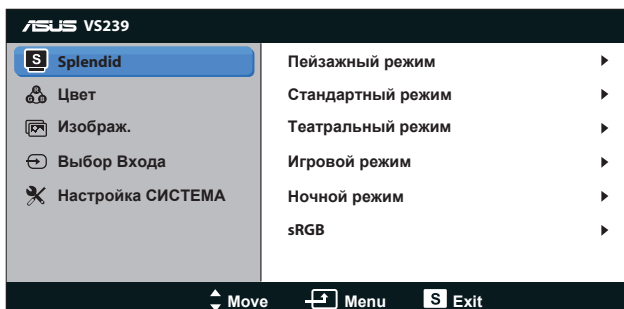 ASUS VS239
S Splendid
Цвет
Изображ.
Выбор Входа
Настройка СИСТЕМА
Пейзажный режим
Стандартный режим
Театральный режим
Игровой режим
Ночной режим
sRGB
Move Menu S Exit